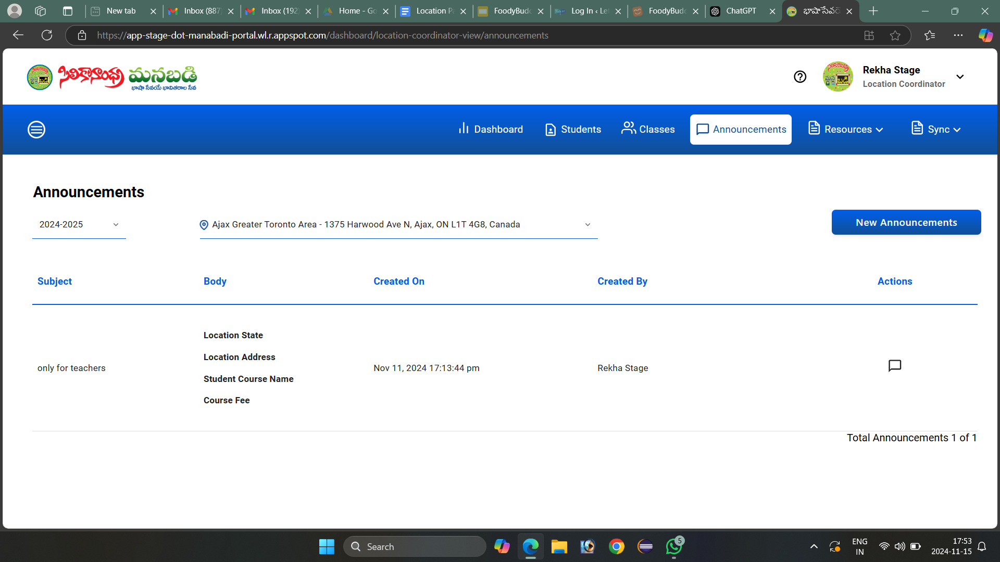 New tab
Inbox (887)
Inbox (192
Home - Go
Location Pa
FoodyBudd
Log In ‹ Let
FoodyBudd
ChatGPT
భాషాసేవయే
https://app-stage-dot-manabadi-portal.wl.r.appspot.com/dashboard/location-coordinator-view/announcements
సిలికానాంధ్ర మనబడి
భాషా సేవయే భావితరాల సేవ
Rekha Stage
Location Coordinator
Dashboard
Students
Classes
Announcements
Resources
Sync
Announcements
2024-2025
Ajax Greater Toronto Area - 1375 Harwood Ave N, Ajax, ON L1T 4G8, Canada
New Announcements
Subject Body Created On Created By Actions
Location State
Location Address
only for teachers
Nov 11, 2024 17:13:44 pm
Rekha Stage
Student Course Name
Course Fee
Total Announcements 1 of 1
Search
5
ENG
IN
17:53
2024-11-15